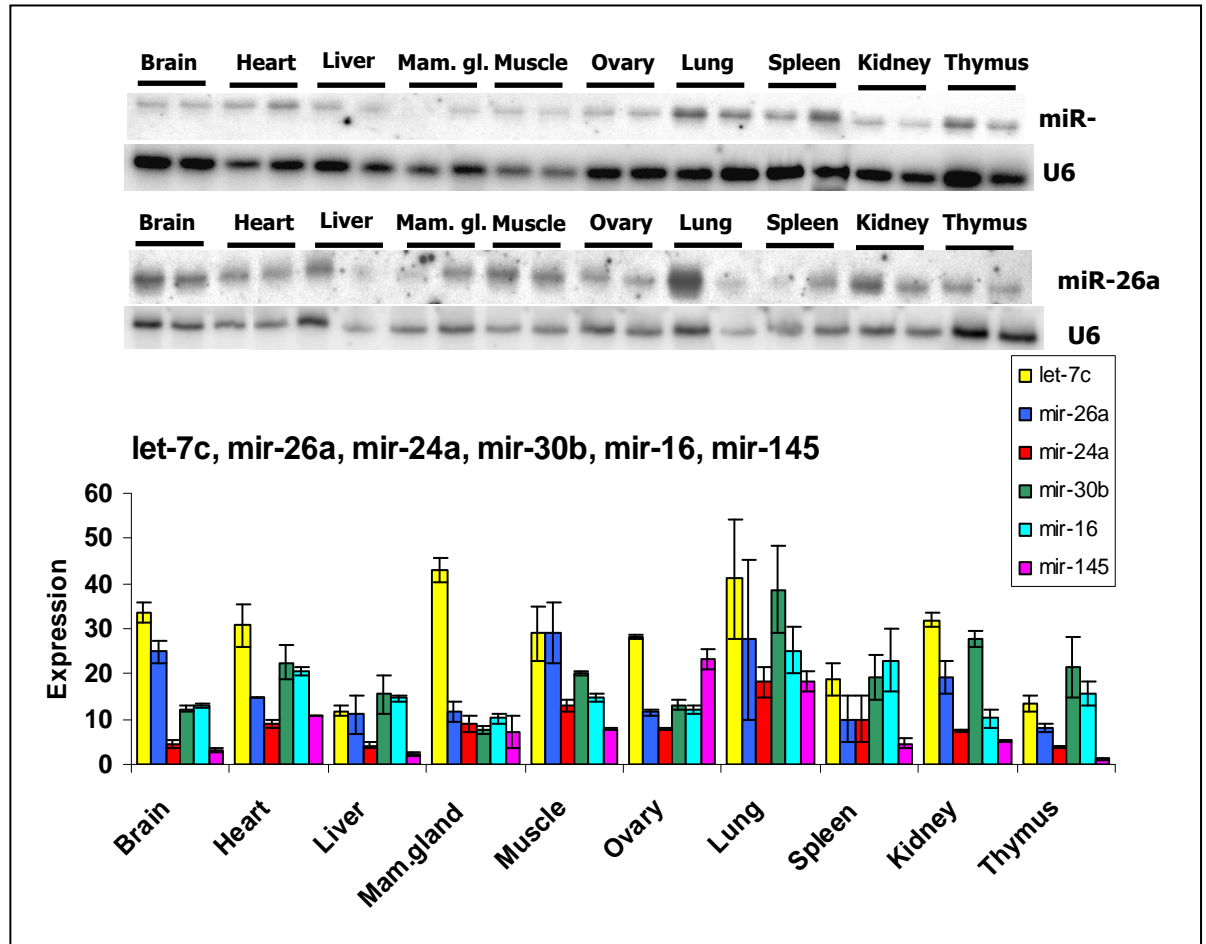 Brain Heart Liver Mam. gl. Muscle Ovary Lung Spleen Kidney Thymus
miR-
U6
Brain Heart Liver Mam. gl. Muscle Ovary Lung Spleen Kidney Thymus
miR-26a
U6
let-7c
mir-26a
mir-24a
mir-30b
mir-16
mir-145
let-7c, mir-26a, mir-24a, mir-30b, mir-16, mir-145
Expression
60
50
40
30
20
10
0
Brain Heart Liver Mam.gland Muscle Ovary Lung Spleen Kidney Thymus